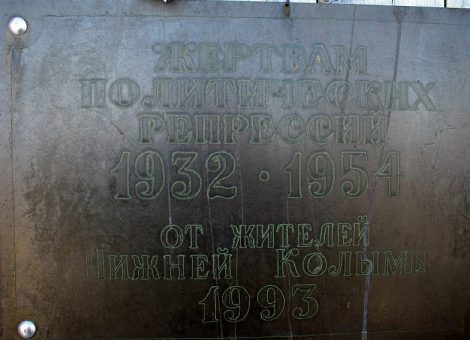 ЖЕРТВАМ
ПОЛИТИЧЕСКИХ
РЕПРЕССИЙ
1932 · 1954
ОТ ЖИТЕЛЕЙ
НИЖНЕЙ КОЛЫМЫ
1993